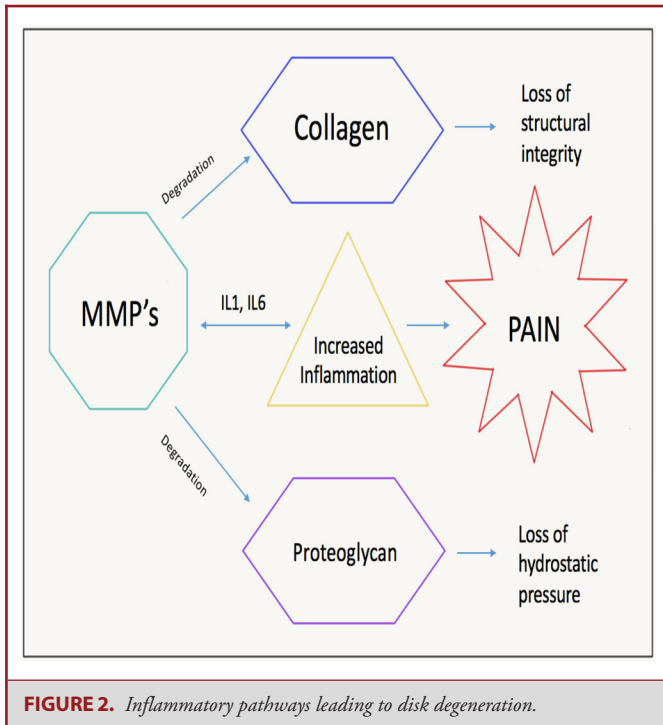 Collagen
Loss of
structural
integrity
Degradation
MMP's
IL1, IL6
Increased
Inflammation
PAIN
Degradation
Proteoglycan
Loss of
hydrostatic
pressure
FIGURE 2. Inflammatory pathways leading to disk degeneration.